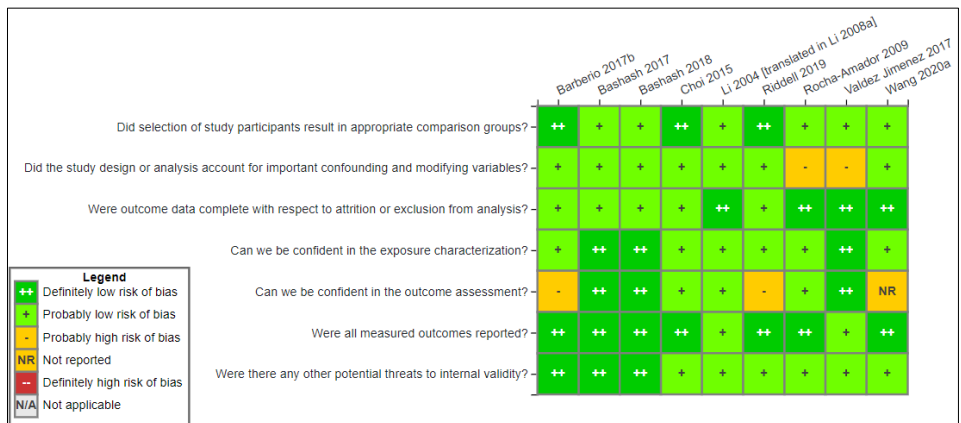 Barberio 2017b
Bashash 2017
Bashash 2018
Choi 2015
Li 2004 [translated in Li 2008a]
Riddell 2019
Rocha-Amador 2009
Valdez Jimenez 2017
Wang 2020a
Did selection of study participants result in appropriate comparison groups? ++ + + ++ + ++ + + +
Did the study design or analysis account for important confounding and modifying variables? + + + + + + - - +
Were outcome data complete with respect to attrition or exclusion from analysis? + + + + ++ + ++ ++ ++
Can we be confident in the exposure characterization? + ++ ++ + + + + ++ +
Can we be confident in the outcome assessment? - ++ ++ + + - + ++ NR
Were all measured outcomes reported? ++ ++ ++ ++ + ++ ++ + ++
Were there any other potential threats to internal validity? ++ ++ ++ + + + + + +
Legend
++ Definitely low risk of bias
+ Probably low risk of bias
- Probably high risk of bias
NR Not reported
-- Definitely high risk of bias
N/A Not applicable